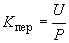 Kпер = U/P